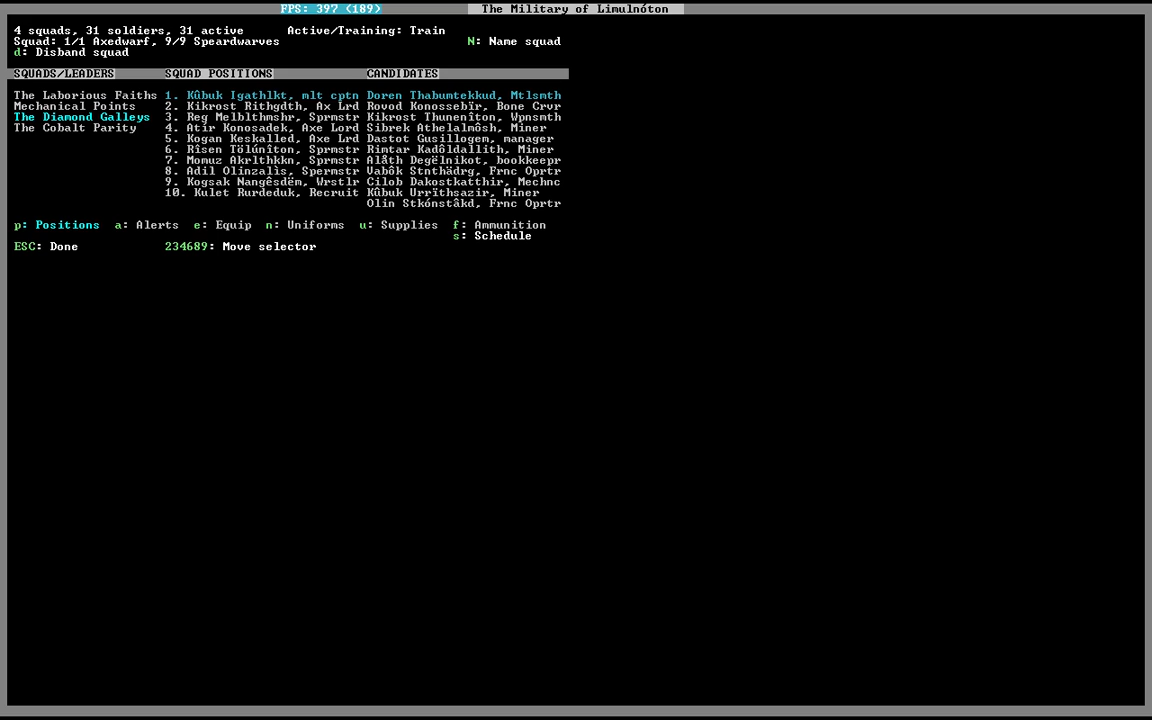 FPS: 397 (189) The Military of Limulnóton
4 squads, 31 soldiers, 31 active Active/Training: Train
Squad: 1/1 Axedwarf, 9/9 Speardwarves N: Name squad
d: Disband squad
SQUADS/LEADERS SQUAD POSITIONS CANDIDATES
The Laborious Faiths 1. Kûbuk Igathlkt, mlt cptn Doren Thabumtekkud, Mtlsmth
Mechanical Points 2. Kikrost Rithgdth, Ax Lrd Rovod Konossebïr, Bone Crvr
The Diamond Galleys 3. Reg Melblthmshr, Sprmstr Kikrost Thunenîton, Wpnsmth
The Cobalt Parity 4. Atír Konosadek, Axe Lord Sibrek Athelalmôsh, Miner
5. Kogan Keskalled, Axe Lrd Dastot Gusillogem, manager
6. Rîsen Tölúnîton, Sprmstr Rimtar Kadôldallith, Miner
7. Momuz Akrlthkkn, Sprmstr Alåth Degëlnikot, bookkeepr
8. Adil Olinzalìs, Spermstr Vabôk Stnthädrg, Frnc Oprtr
9. Kogsak Nangêsdëm, Wrstlr Cilob Dakostkatthir, Mechnc
10. Kulet Rurdeduk, Recruit Kûbuk Urrïthsazir, Miner
Olin Stkónstâkd, Frnc Oprtr
p: Positions a: Alerts e: Equip n: Uniforms u: Supplies f: Ammunition
s: Schedule
ESC: Done 234689: Move selector